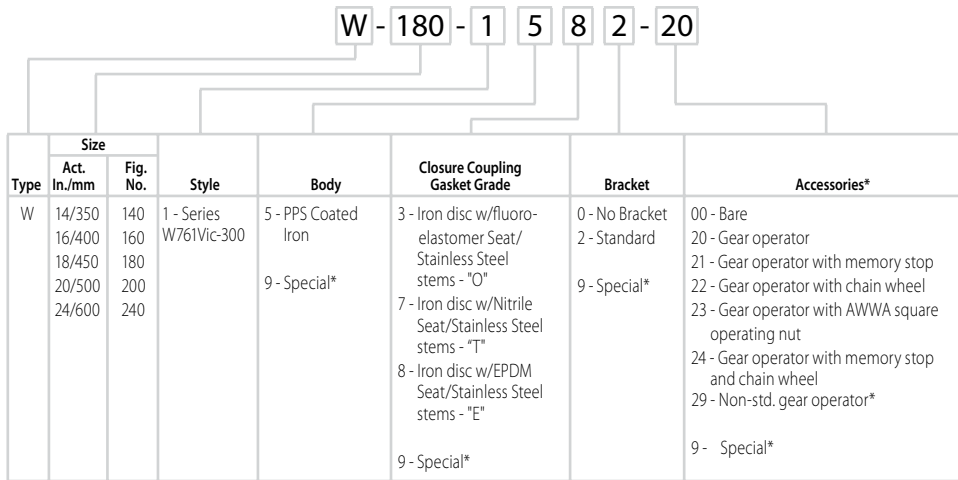 W - 180 - 1 5 8 2 - 20
Size
Type
Act.
In./mm
Fig.
No.
Style
Body
Closure Coupling
Gasket Grade
Bracket
Accessories*
W
14/350 140
16/400 160
18/450 180
20/500 200
24/600 240
1 - Series
W761Vic-300
5 - PPS Coated
Iron
9 - Special*
3 - Iron disc w/fluoro-
elastomer Seat/
Stainless Steel
stems - "O"
7 - Iron disc w/Nitrile
Seat/Stainless Steel
stems - “T"
8 - Iron disc w/EPDM
Seat/Stainless Steel
stems - "E"
9 - Special*
0 - No Bracket
2 - Standard
9 - Special*
00 - Bare
20 - Gear operator
21 - Gear operator with memory stop
22 - Gear operator with chain wheel
23 - Gear operator with AWWA square
operating nut
24 - Gear operator with memory stop
and chain wheel
29 - Non-std. gear operator*
9 - Special*